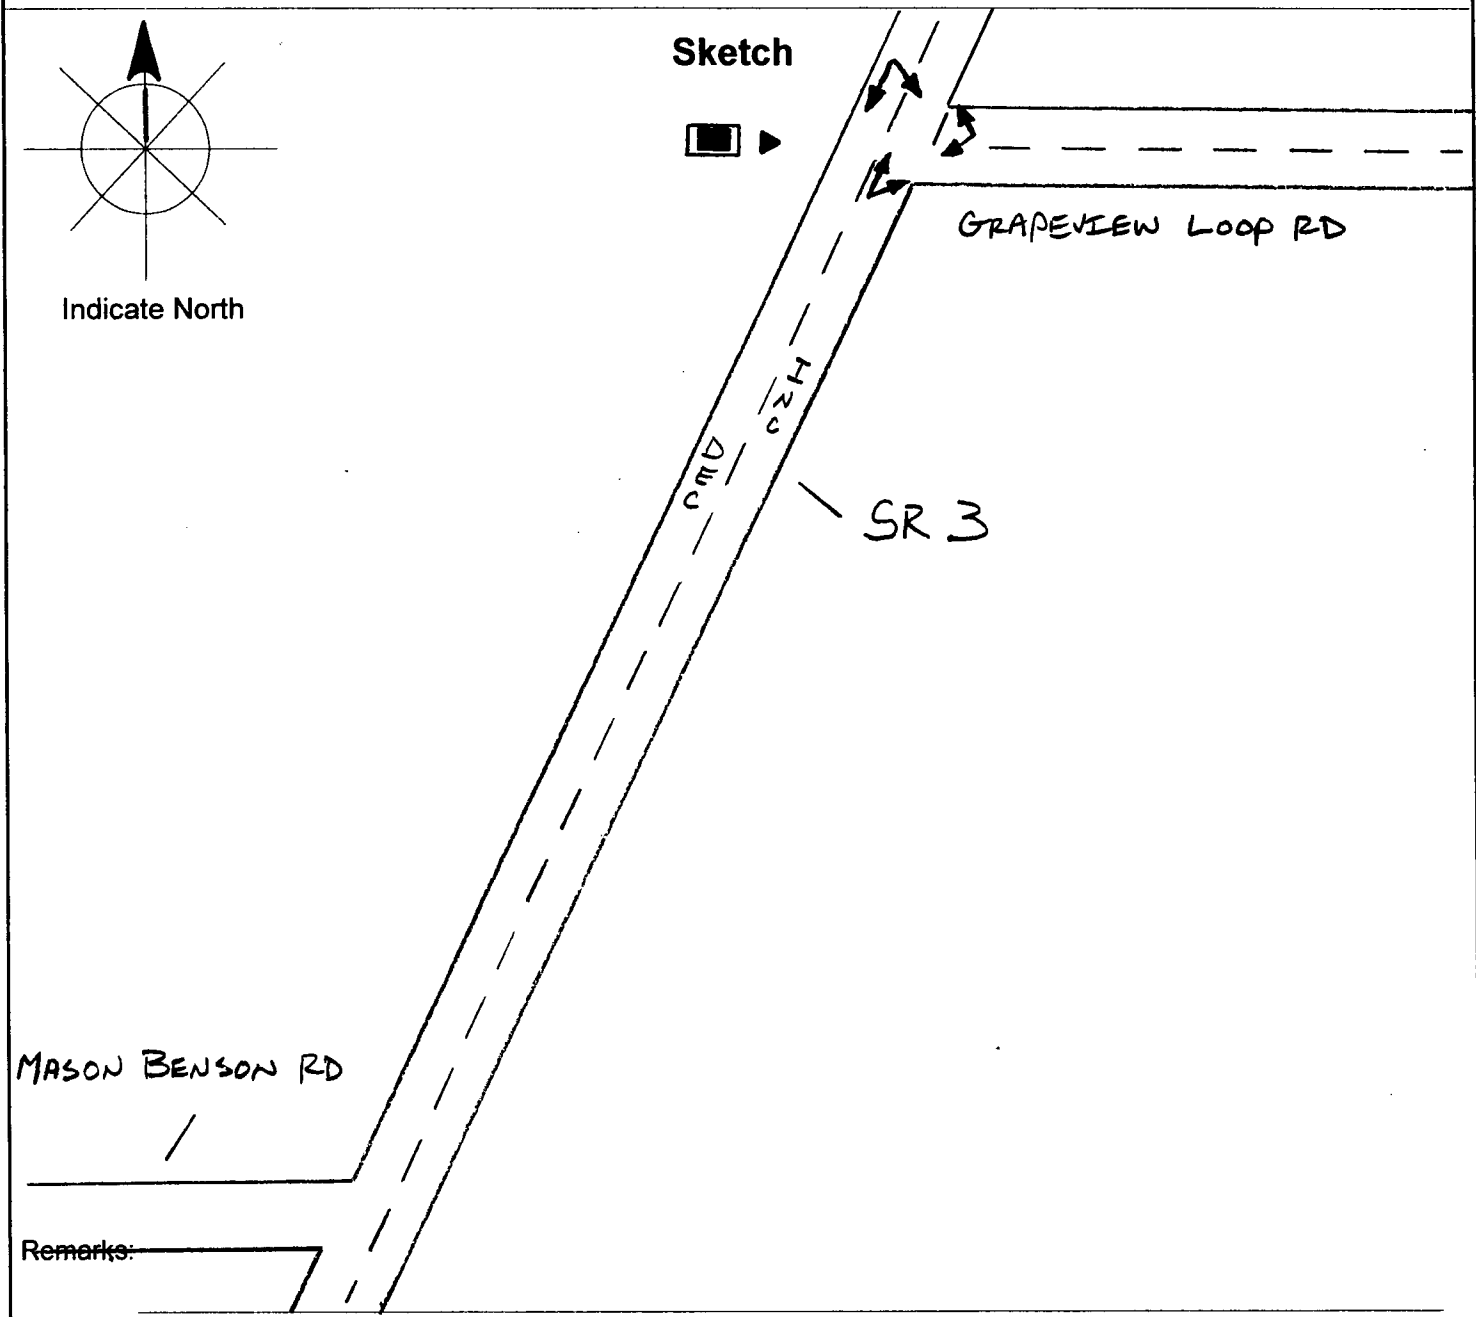 Sketch
Indicate North
GRAPEVIEW LOOP RD
INC
DEC
SR 3
MASON BENSON RD
Remarks: